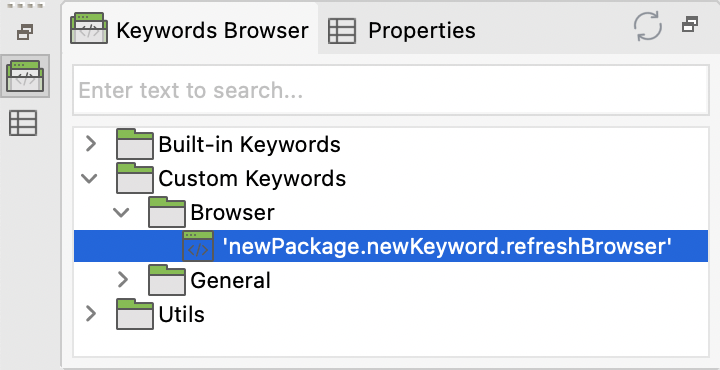 Keywords Browser
Properties
Enter text to search...
Built-in Keywords
Custom Keywords
Browser
'newPackage.newKeyword.refreshBrowser'
General
Utils